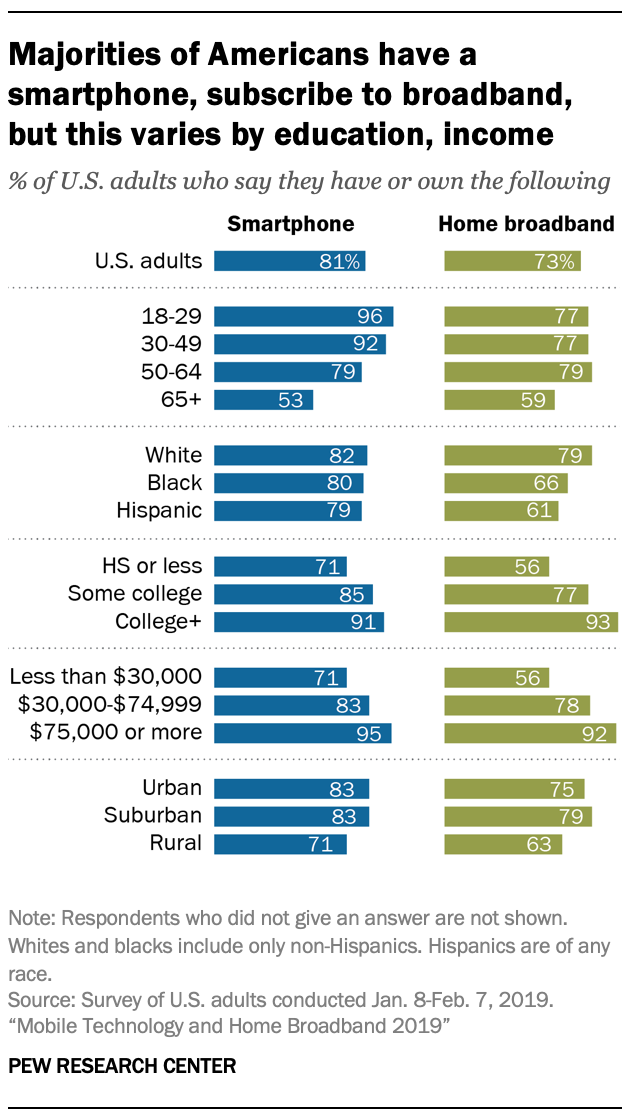 Majorities of Americans have a
smartphone, subscribe to broadband,
but this varies by education, income
% of U.S. adults who say they have or own the following
Smartphone Home broadband
U.S. adults 81% 73%
18-29 96 77
30-49 92 77
50-64 79 79
65+ 53 59
White 82 79
Black 80 66
Hispanic 79 61
HS or less 71 56
Some college 85 77
College+ 91 93
Less than $30,000 71 56
$30,000-$74,999 83 78
$75,000 or more 95 92
Urban 83 75
Suburban 83 79
Rural 71 63
Note: Respondents who did not give an answer are not shown.
Whites and blacks include only non-Hispanics. Hispanics are of any
race.
Source: Survey of U.S. adults conducted Jan. 8-Feb. 7, 2019.
“Mobile Technology and Home Broadband 2019”
PEW RESEARCH CENTER